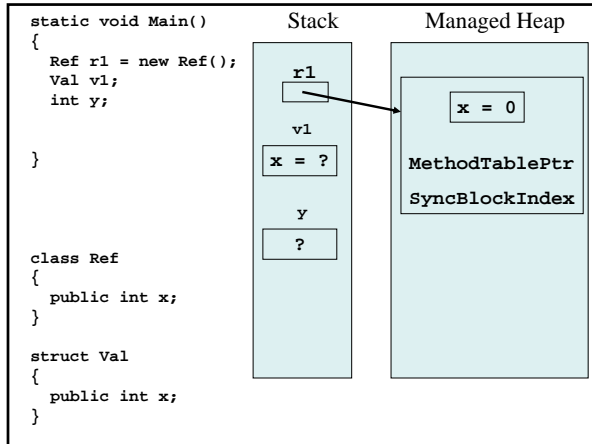 static void Main()
{
  Ref r1 = new Ref();
  Val v1;
  int y;
}
class Ref
{
  public int x;
}
struct Val
{
  public int x;
}
Stack
r1
v1
x = ?
y
?
Managed Heap
x = 0
MethodTablePtr
SyncBlockIndex